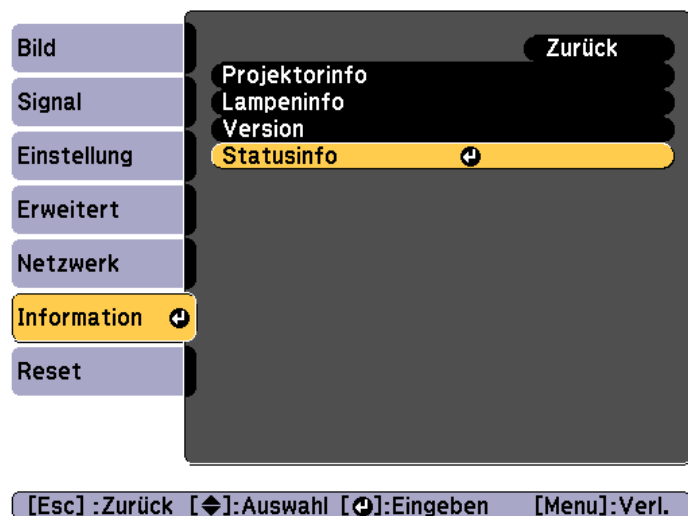 Bild
Signal
Einstellung
Erweitert
Netzwerk
Information
Reset
Zurück
Projektorinfo
Lampeninfo
Version
Statusinfo
[Esc] :Zurück [◆]:Auswahl [↵]:Eingeben [Menu]:Verl.